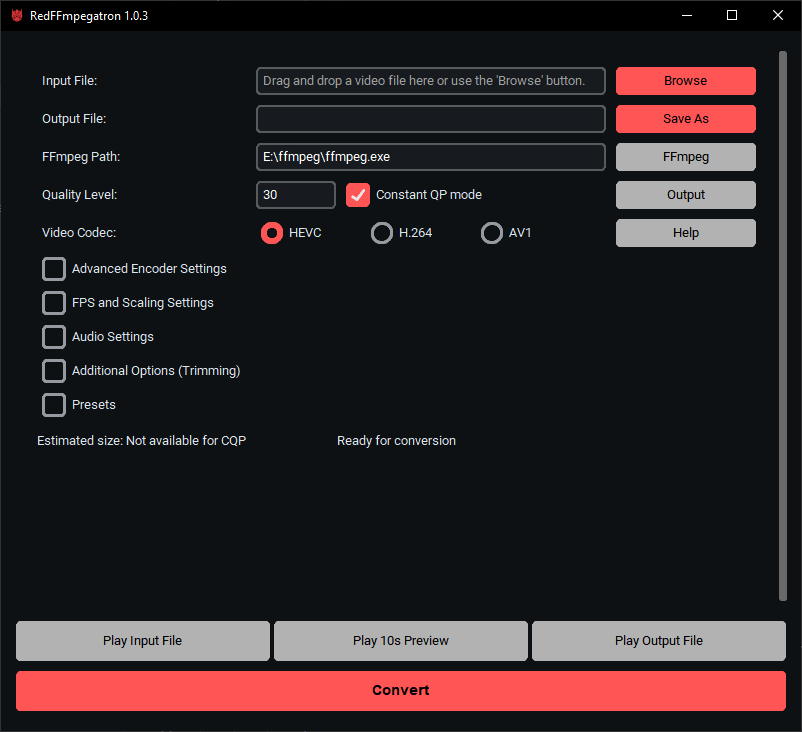 RedFFmpegatron 1.0.3
Input File: Drag and drop a video file here or use the 'Browse' button. Browse
Output File: Save As
FFmpeg Path: E:\ffmpeg\ffmpeg.exe FFmpeg
Quality Level: 30 Constant QP mode Output
Video Codec: HEVC H.264 AV1 Help
Advanced Encoder Settings
FPS and Scaling Settings
Audio Settings
Additional Options (Trimming)
Presets
Estimated size: Not available for CQP Ready for conversion
Play Input File Play 10s Preview Play Output File
Convert